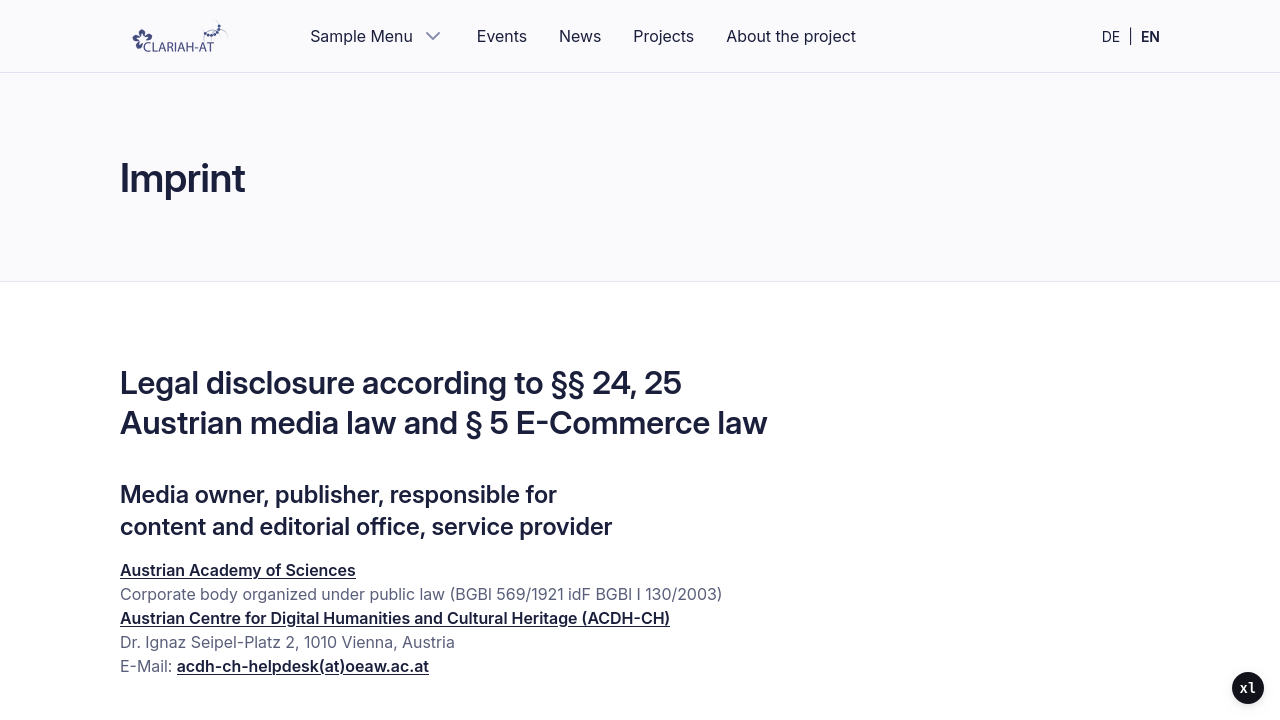 CLARIAH-AT
Sample Menu
Events
News
Projects
About the project
DE | EN
Imprint
Legal disclosure according to §§ 24, 25
Austrian media law and § 5 E-Commerce law
Media owner, publisher, responsible for
content and editorial office, service provider
Austrian Academy of Sciences
Corporate body organized under public law (BGBl 569/1921 idF BGBl I 130/2003)
Austrian Centre for Digital Humanities and Cultural Heritage (ACDH-CH)
Dr. Ignaz Seipel-Platz 2, 1010 Vienna, Austria
E-Mail: acdh-ch-helpdesk(at)oeaw.ac.at
xl